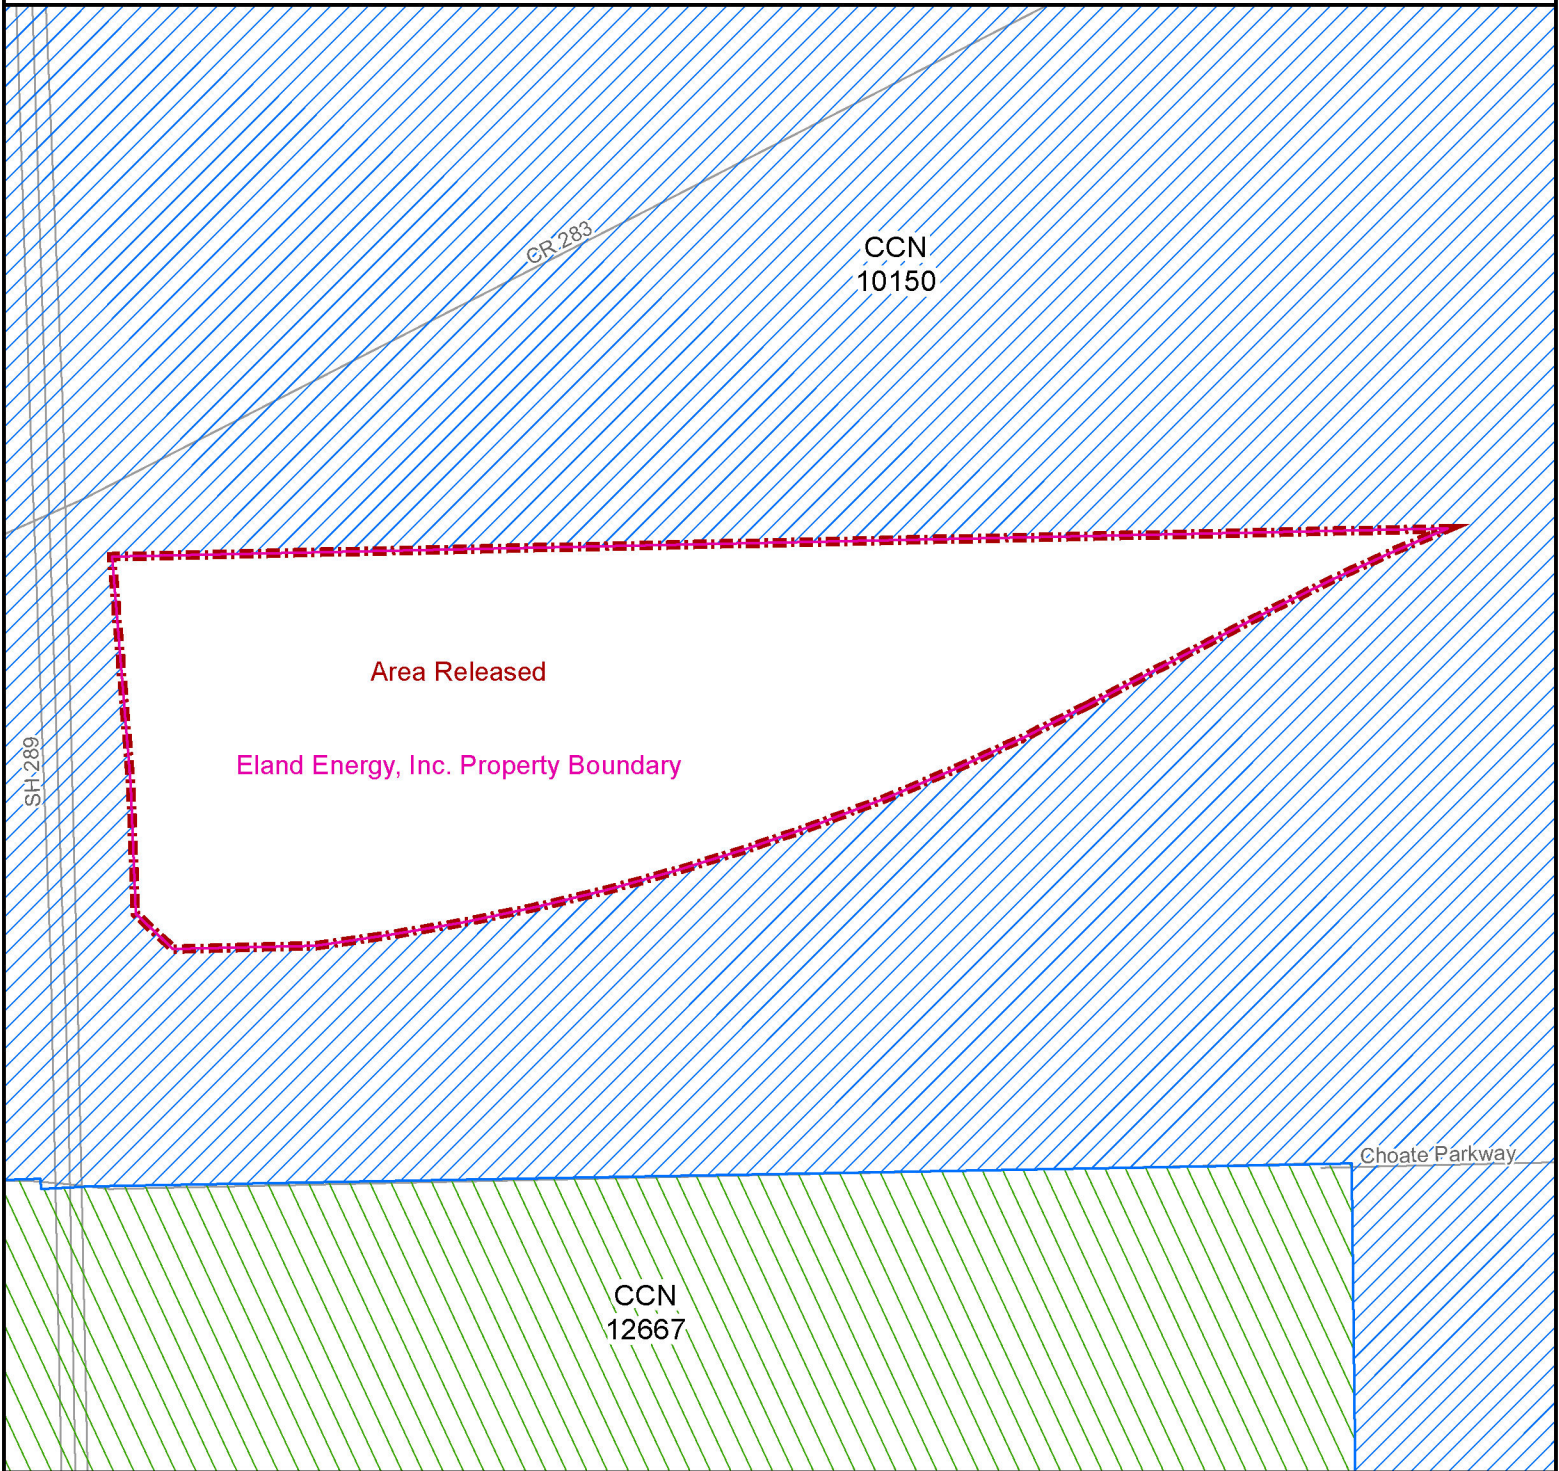 CR 283
CCN
10150
Area Released
Eland Energy, Inc. Property Boundary
SH 289
Choate Parkway
CCN
12667